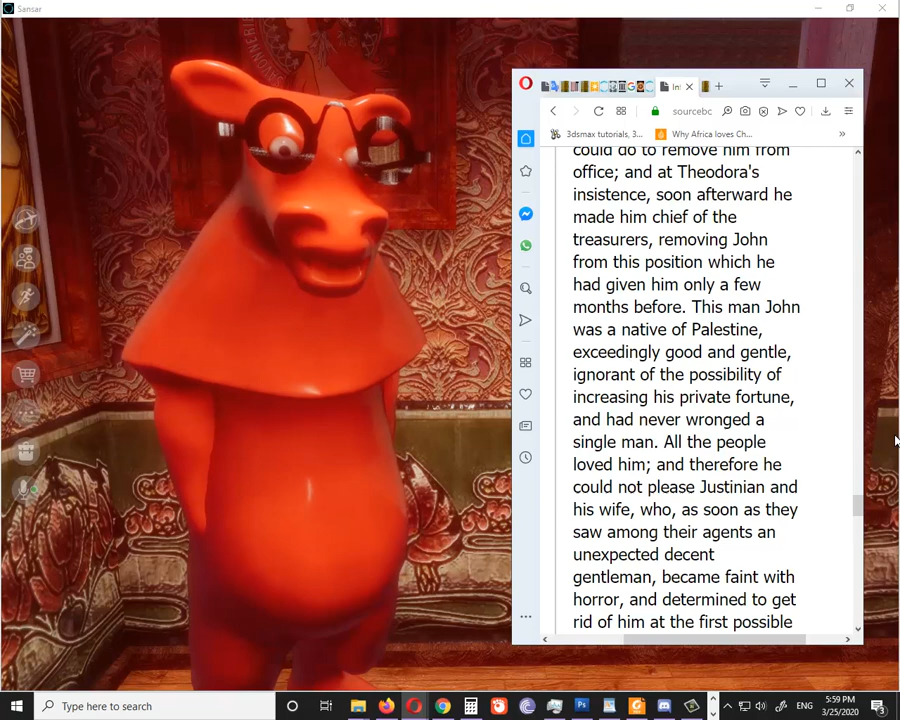 Sansar
In
sourcebc
3dsmax tutorials, 3...
Why Africa loves Ch...
could do to remove him from
office; and at Theodora's
insistence, soon afterward he
made him chief of the
treasurers, removing John
from this position which he
had given him only a few
months before. This man John
was a native of Palestine,
exceedingly good and gentle,
ignorant of the possibility of
increasing his private fortune,
and had never wronged a
single man. All the people
loved him; and therefore he
could not please Justinian and
his wife, who, as soon as they
saw among their agents an
unexpected decent
gentleman, became faint with
horror, and determined to get
rid of him at the first possible
Type here to search
ENG
5:59 PM
3/25/2020
3